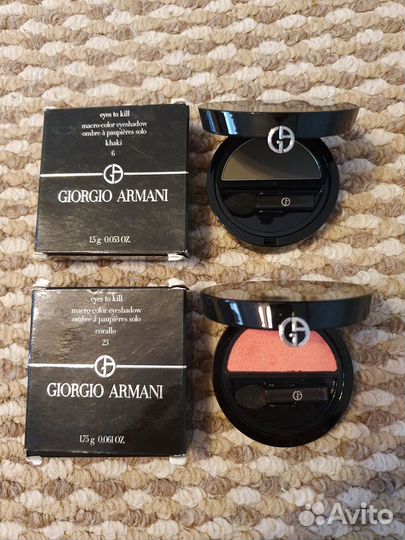 eyes to kill
macro-color eyeshadow
ombre à paupières solo
khaki
6
GIORGIO ARMANI
1.5 g 0.053 OZ.
eyes to kill
macro-color eyeshadow
ombre à paupières solo
corallo
23
GIORGIO ARMANI
1.75 g 0.061 OZ.
Avito